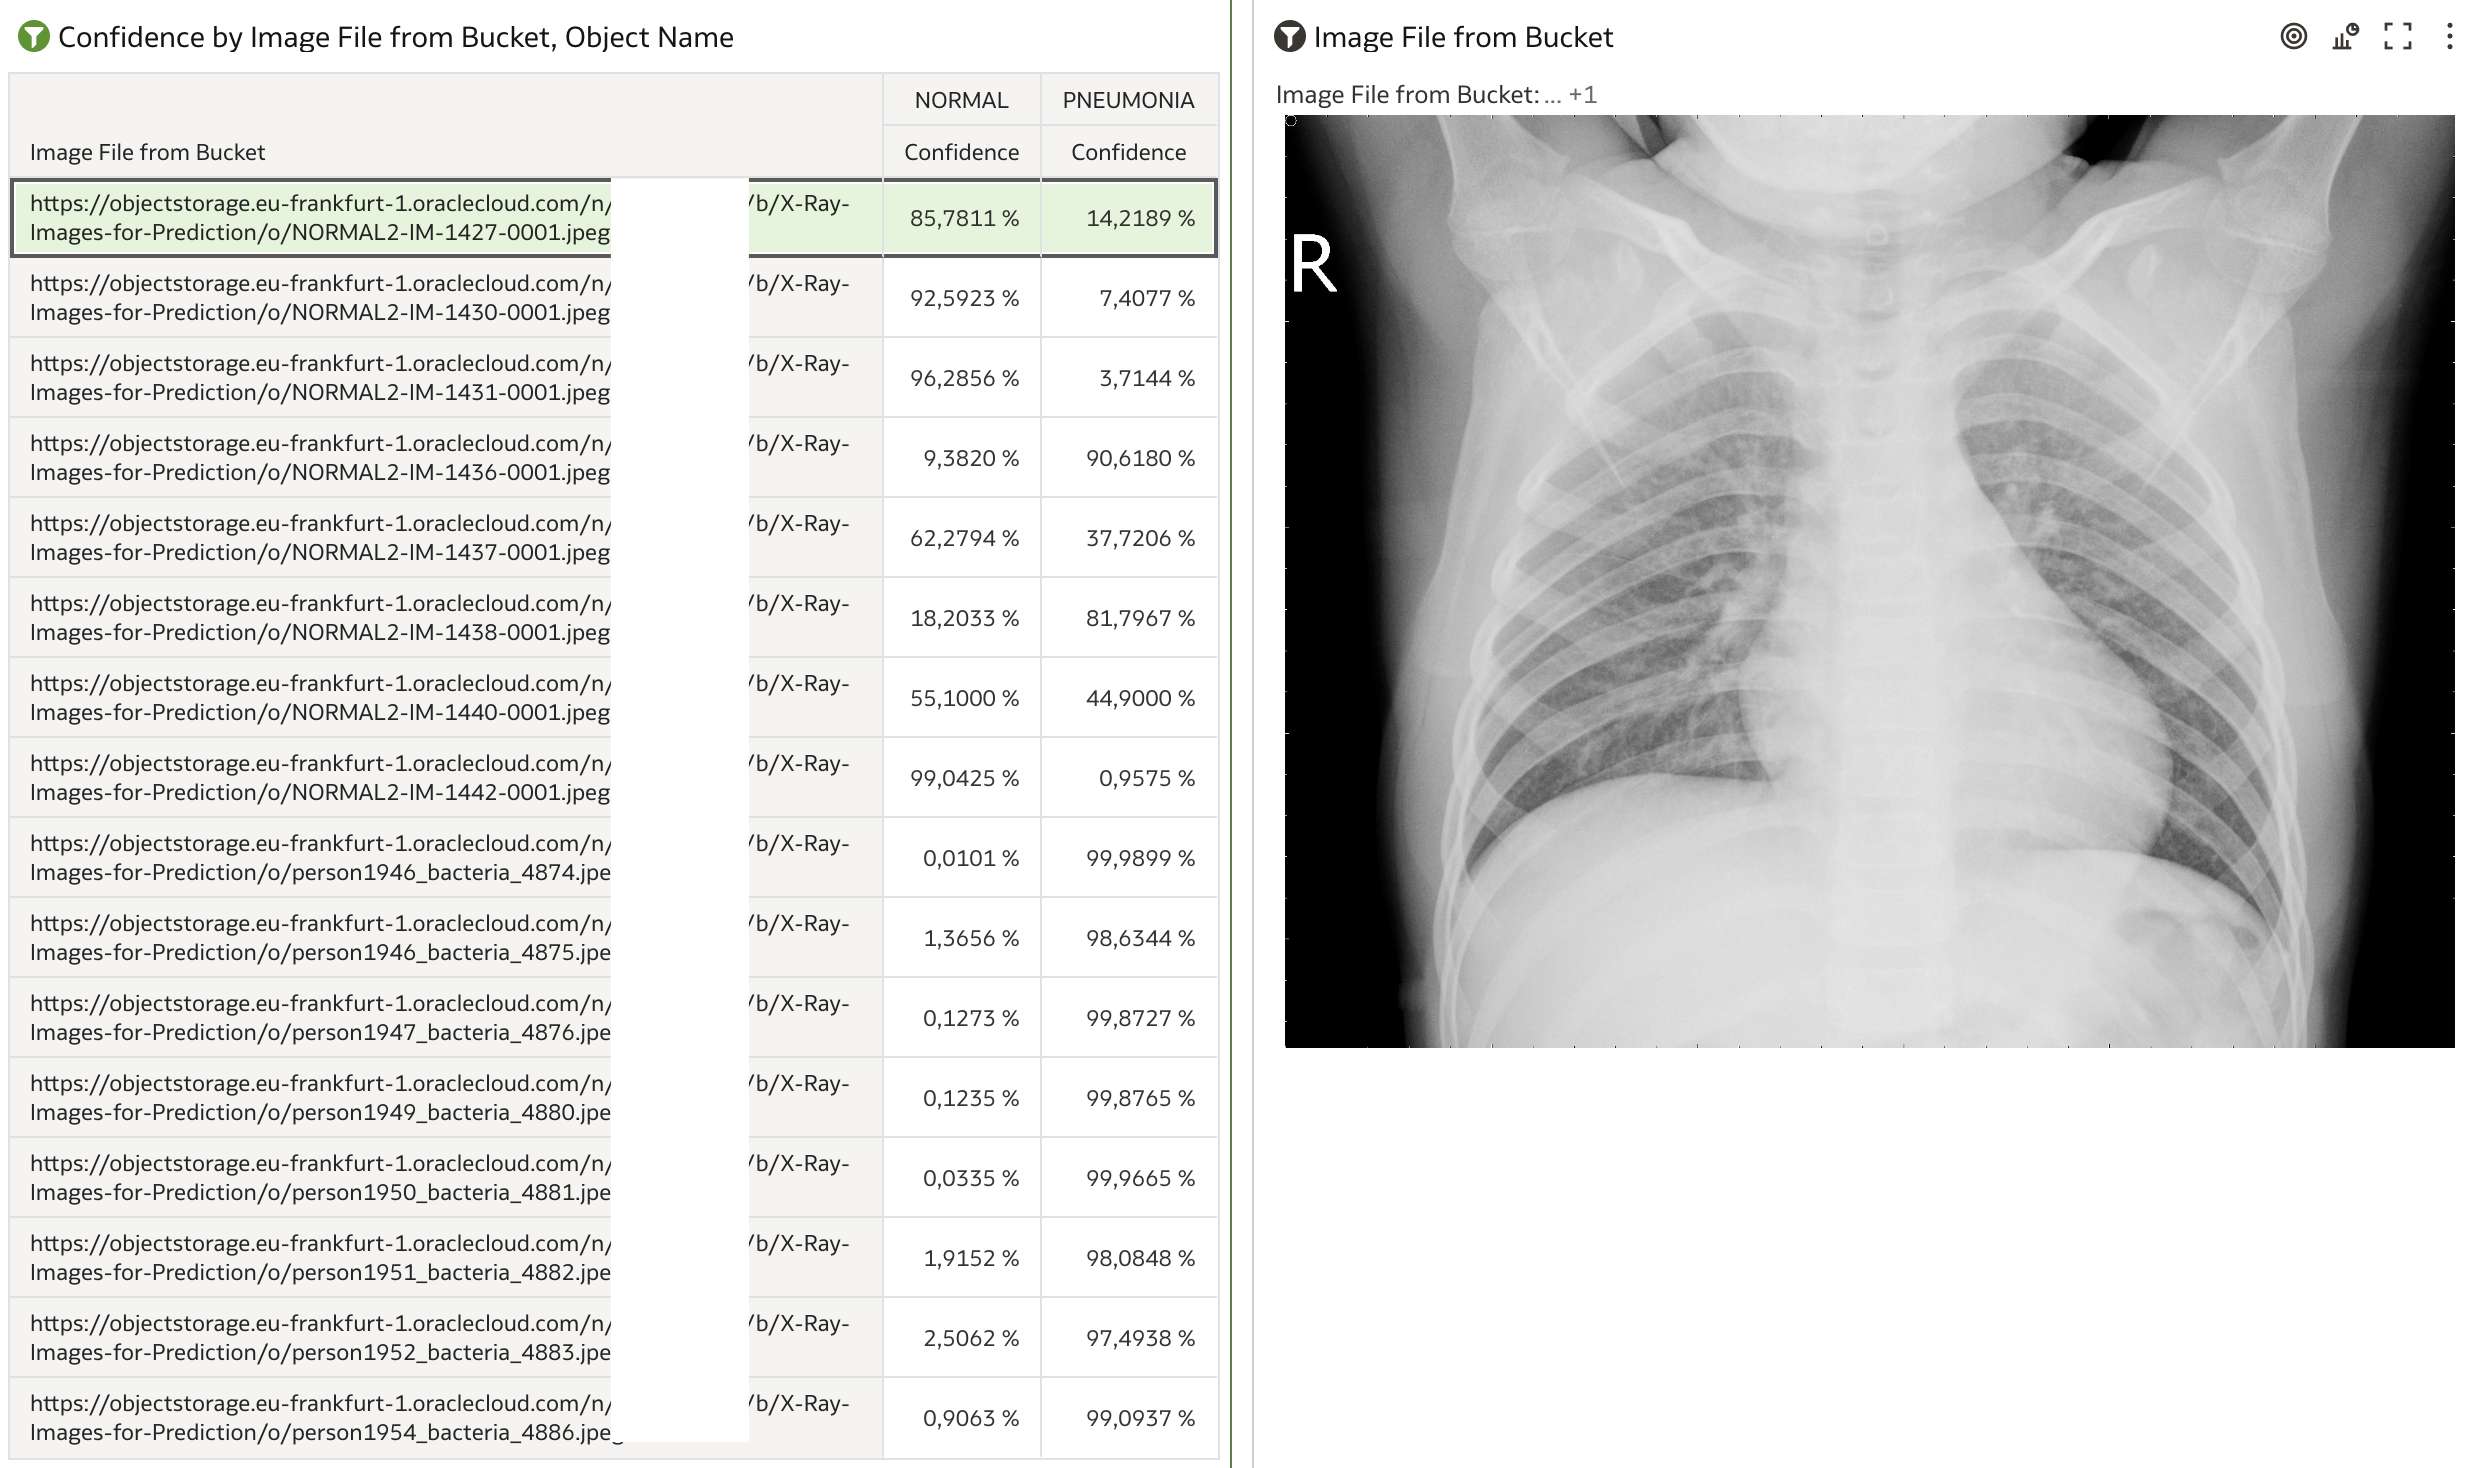 Confidence by Image File from Bucket, Object Name
NORMAL PNEUMONIA
Image File from Bucket Confidence Confidence
https://objectstorage.eu-frankfurt-1.oraclecloud.com/n/ /b/X-Ray-
Images-for-Prediction/o/NORMAL2-IM-1427-0001.jpeg 85,7811 % 14,2189 %
https://objectstorage.eu-frankfurt-1.oraclecloud.com/n/ /b/X-Ray-
Images-for-Prediction/o/NORMAL2-IM-1430-0001.jpeg 92,5923 % 7,4077 %
https://objectstorage.eu-frankfurt-1.oraclecloud.com/n/ /b/X-Ray-
Images-for-Prediction/o/NORMAL2-IM-1431-0001.jpeg 96,2856 % 3,7144 %
https://objectstorage.eu-frankfurt-1.oraclecloud.com/n/ /b/X-Ray-
Images-for-Prediction/o/NORMAL2-IM-1436-0001.jpeg 9,3820 % 90,6180 %
https://objectstorage.eu-frankfurt-1.oraclecloud.com/n/ /b/X-Ray-
Images-for-Prediction/o/NORMAL2-IM-1437-0001.jpeg 62,2794 % 37,7206 %
https://objectstorage.eu-frankfurt-1.oraclecloud.com/n/ /b/X-Ray-
Images-for-Prediction/o/NORMAL2-IM-1438-0001.jpeg 18,2033 % 81,7967 %
https://objectstorage.eu-frankfurt-1.oraclecloud.com/n/ /b/X-Ray-
Images-for-Prediction/o/NORMAL2-IM-1440-0001.jpeg 55,1000 % 44,9000 %
https://objectstorage.eu-frankfurt-1.oraclecloud.com/n/ /b/X-Ray-
Images-for-Prediction/o/NORMAL2-IM-1442-0001.jpeg 99,0425 % 0,9575 %
https://objectstorage.eu-frankfurt-1.oraclecloud.com/n/ /b/X-Ray-
Images-for-Prediction/o/person1946_bacteria_4874.jpe 0,0101 % 99,9899 %
https://objectstorage.eu-frankfurt-1.oraclecloud.com/n/ /b/X-Ray-
Images-for-Prediction/o/person1946_bacteria_4875.jpe 1,3656 % 98,6344 %
https://objectstorage.eu-frankfurt-1.oraclecloud.com/n/ /b/X-Ray-
Images-for-Prediction/o/person1947_bacteria_4876.jpe 0,1273 % 99,8727 %
https://objectstorage.eu-frankfurt-1.oraclecloud.com/n/ /b/X-Ray-
Images-for-Prediction/o/person1949_bacteria_4880.jpe 0,1235 % 99,8765 %
https://objectstorage.eu-frankfurt-1.oraclecloud.com/n/ /b/X-Ray-
Images-for-Prediction/o/person1950_bacteria_4881.jpe 0,0335 % 99,9665 %
https://objectstorage.eu-frankfurt-1.oraclecloud.com/n/ /b/X-Ray-
Images-for-Prediction/o/person1951_bacteria_4882.jpe 1,9152 % 98,0848 %
https://objectstorage.eu-frankfurt-1.oraclecloud.com/n/ /b/X-Ray-
Images-for-Prediction/o/person1952_bacteria_4883.jpe 2,5062 % 97,4938 %
https://objectstorage.eu-frankfurt-1.oraclecloud.com/n/ /b/X-Ray-
Images-for-Prediction/o/person1954_bacteria_4886.jpeg 0,9063 % 99,0937 %
Image File from Bucket
Image File from Bucket: ... +1
R